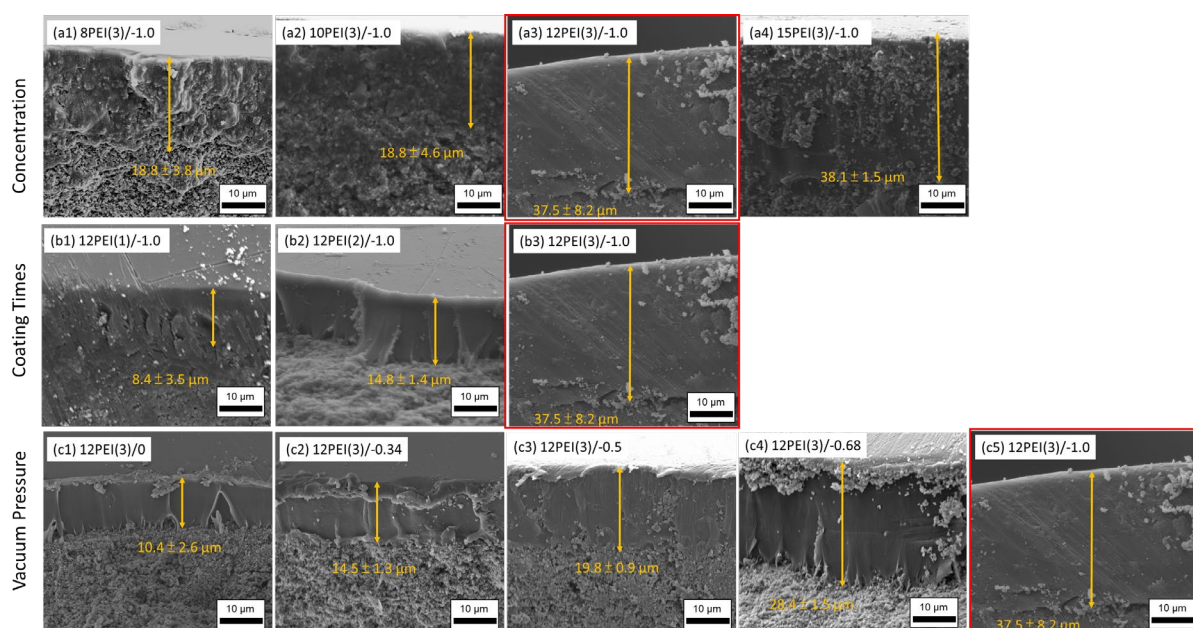 Concentration
(a1) 8PEI(3)/-1.0
18.8 ± 3.8 μm
10 μm
(a2) 10PEI(3)/-1.0
18.8 ± 4.6 μm
10 μm
(a3) 12PEI(3)/-1.0
37.5 ± 8.2 μm
10 μm
(a4) 15PEI(3)/-1.0
38.1 ± 1.5 μm
10 μm
Coating Times
(b1) 12PEI(1)/-1.0
8.4 ± 3.5 μm
10 μm
(b2) 12PEI(2)/-1.0
14.8 ± 1.4 μm
10 μm
(b3) 12PEI(3)/-1.0
37.5 ± 8.2 μm
10 μm
Vacuum Pressure
(c1) 12PEI(3)/0
10.4 ± 2.6 μm
10 μm
(c2) 12PEI(3)/-0.34
14.5 ± 1.3 μm
10 μm
(c3) 12PEI(3)/-0.5
19.8 ± 0.9 μm
10 μm
(c4) 12PEI(3)/-0.68
28.4 ± 1.5 μm
10 μm
(c5) 12PEI(3)/-1.0
37.5 ± 8.2 μm
10 μm